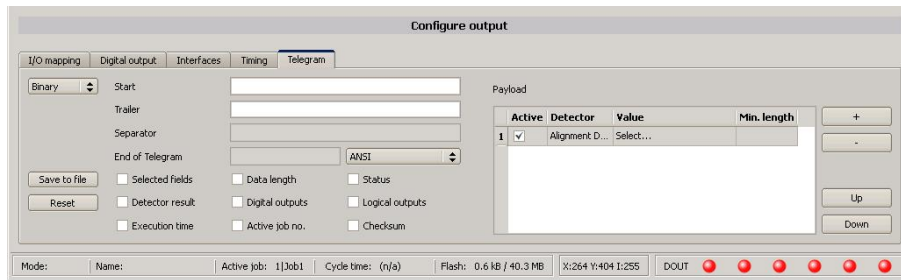 Configure output
I/O mapping Digital output Interfaces Timing Telegram
Binary Start Payload
Trailer
Active Detector Value Min. length +
Separator 1 Alignment D... Select... -
End of Telegram ANSI
Save to file Selected fields Data length Status
Reset Detector result Digital outputs Logical outputs Up
Execution time Active job no. Checksum Down
Mode: Name: Active job: 1|Job1 Cycle time: (n/a) Flash: 0.6 kB / 40.3 MB X:264 Y:404 I:255 DOUT